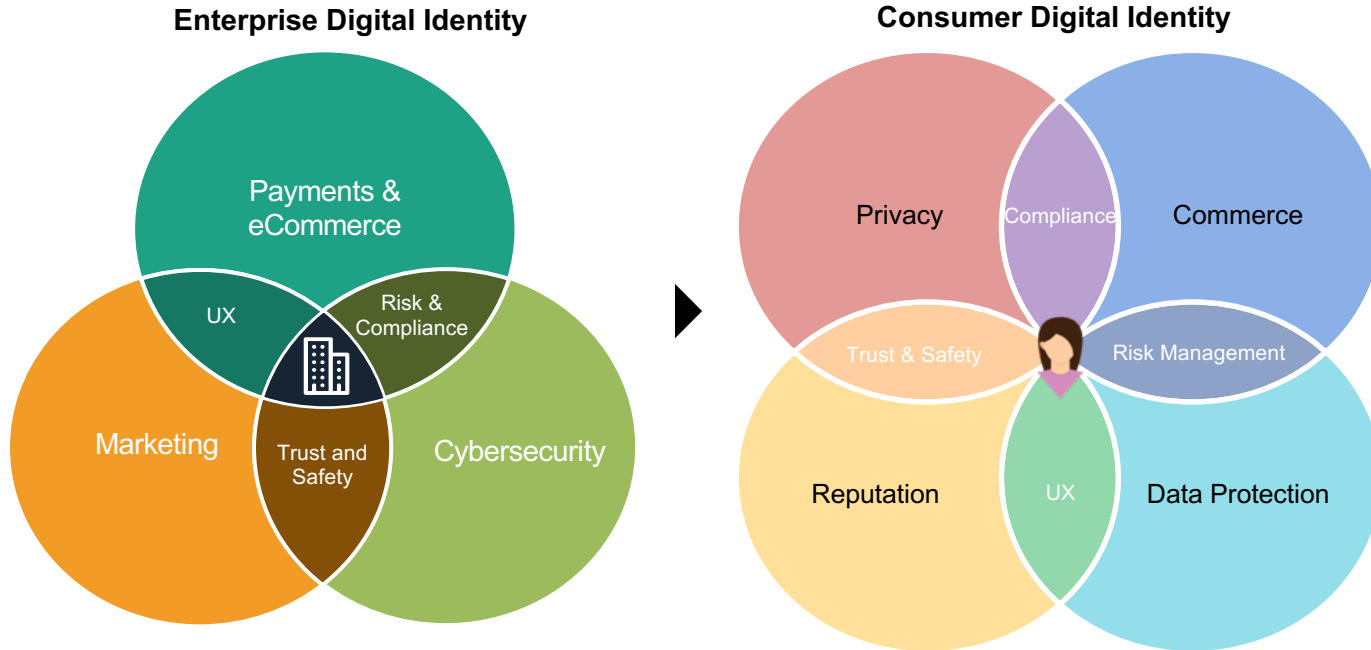 Enterprise Digital Identity
Payments &
eCommerce
UX
Risk &
Compliance
Marketing
Trust and
Safety
Cybersecurity
Consumer Digital Identity
Privacy
Compliance
Commerce
Trust & Safety
Risk Management
Reputation
UX
Data Protection